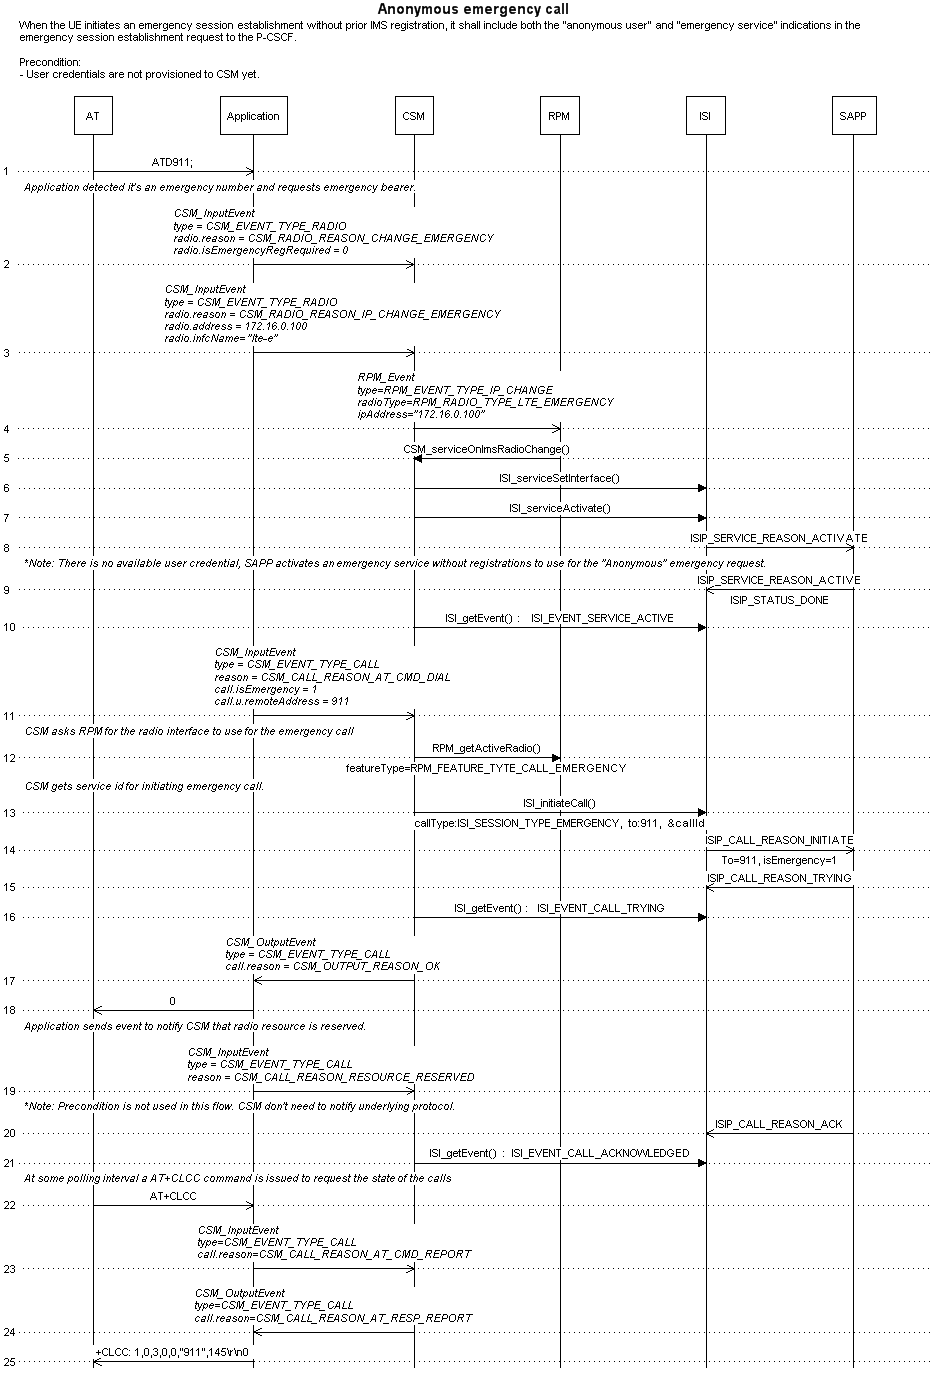 Anonymous emergency call
When the UE initiates an emergency session establishment without prior IMS registration, it shall include both the "anonymous user" and "emergency service" indications in the
emergency session establishment request to the P-CSCF.
Precondition:
- User credentials are not provisioned to CSM yet.
AT
Application
CSM
RPM
ISI
SAPP
ATD911;
1
Application detected it's an emergency number and requests emergency bearer.
CSM_InputEvent
type = CSM_EVENT_TYPE_RADIO
radio.reason = CSM_RADIO_REASON_CHANGE_EMERGENCY
radio.isEmergencyRegRequired = 0
2
CSM_InputEvent
type = CSM_EVENT_TYPE_RADIO
radio.reason = CSM_RADIO_REASON_IP_CHANGE_EMERGENCY
radio.address = 172.16.0.100
radio.infcName= "lte-e"
3
RPM_Event
type=RPM_EVENT_TYPE_IP_CHANGE
radioType=RPM_RADIO_TYPE_LTE_EMERGENCY
ipAddress="172.16.0.100"
4
CSM_serviceOnImsRadioChange()
5
ISI_serviceSetInterface()
6
ISI_serviceActivate()
7
ISIP_SERVICE_REASON_ACTIVATE
8
*Note: There is no available user credential, SAPP activates an emergency service without registrations to use for the "Anonymous" emergency request.
ISIP_SERVICE_REASON_ACTIVE
9
ISIP_STATUS_DONE
ISI_getEvent() : ISI_EVENT_SERVICE_ACTIVE
10
CSM_InputEvent
type = CSM_EVENT_TYPE_CALL
reason = CSM_CALL_REASON_AT_CMD_DIAL
call.isEmergency = 1
call.u.remoteAddress = 911
11
CSM asks RPM for the radio interface to use for the emergency call
RPM_getActiveRadio()
12
featureType=RPM_FEATURE_TYTE_CALL_EMERGENCY
CSM gets service id for initiating emergency call.
ISI_initiateCall()
13
callType:ISI_SESSION_TYPE_EMERGENCY, to:911, &callId
ISIP_CALL_REASON_INITIATE
14
To=911, isEmergency=1
ISIP_CALL_REASON_TRYING
15
ISI_getEvent() : ISI_EVENT_CALL_TRYING
16
CSM_OutputEvent
type = CSM_EVENT_TYPE_CALL
call.reason = CSM_OUTPUT_REASON_OK
17
0
18
Application sends event to notify CSM that radio resource is reserved.
CSM_InputEvent
type = CSM_EVENT_TYPE_CALL
reason = CSM_CALL_REASON_RESOURCE_RESERVED
19
*Note: Precondition is not used in this flow. CSM don't need to notify underlying protocol.
ISIP_CALL_REASON_ACK
20
ISI_getEvent() : ISI_EVENT_CALL_ACKNOWLEDGED
21
At some polling interval a AT+CLCC command is issued to request the state of the calls
AT+CLCC
22
CSM_InputEvent
type=CSM_EVENT_TYPE_CALL
call.reason=CSM_CALL_REASON_AT_CMD_REPORT
23
CSM_OutputEvent
type=CSM_EVENT_TYPE_CALL
call.reason=CSM_CALL_REASON_AT_RESP_REPORT
24
+CLCC: 1,0,3,0,0,"911",145\r\n0
25